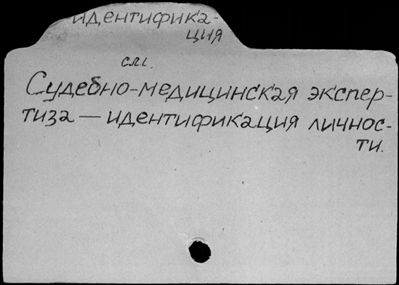 идентифика-
ция
см.
Судебно-медицинская экспер-
тиза — идентификация личнос-
ти.